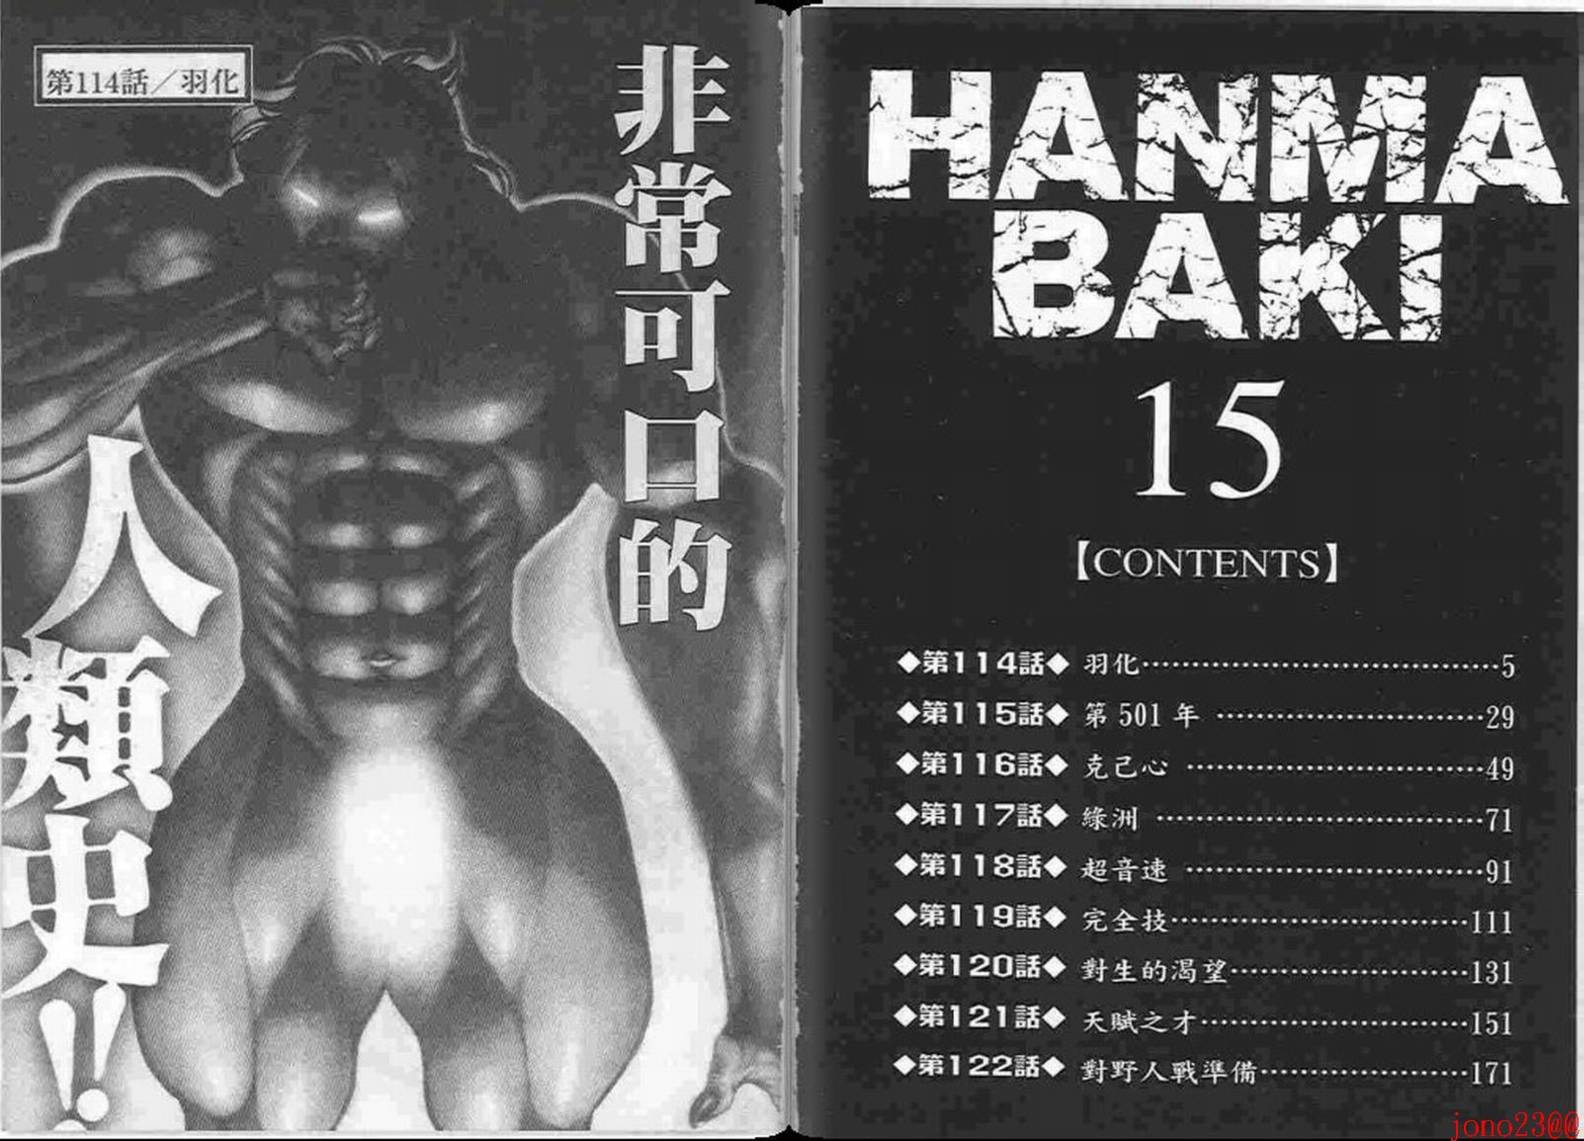 HANMA
BAKI
15
【CONTENTS】
◆第114話◆ 羽化……………………………………5
◆第115話◆ 第501年……………………………29
◆第116話◆ 克己心………………………………49
◆第117話◆ 綠洲…………………………………71
◆第118話◆ 超音速………………………………91
◆第119話◆ 完全技………………………………111
◆第120話◆ 對生的渴望…………………………131
◆第121話◆ 天賦之才……………………………151
◆第122話◆ 對野人戰準備………………………171
第114話／羽化
非常可口的
人類史!!
jono23@@